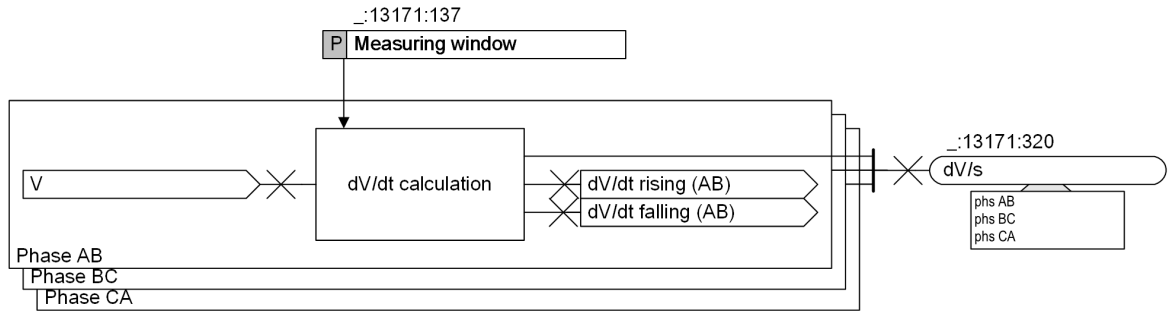 _:13171:137
P Measuring window
_:13171:320
dV/s
V
dV/dt calculation
dV/dt rising (AB)
dV/dt falling (AB)
phs AB
phs BC
phs CA
Phase AB
Phase BC
Phase CA